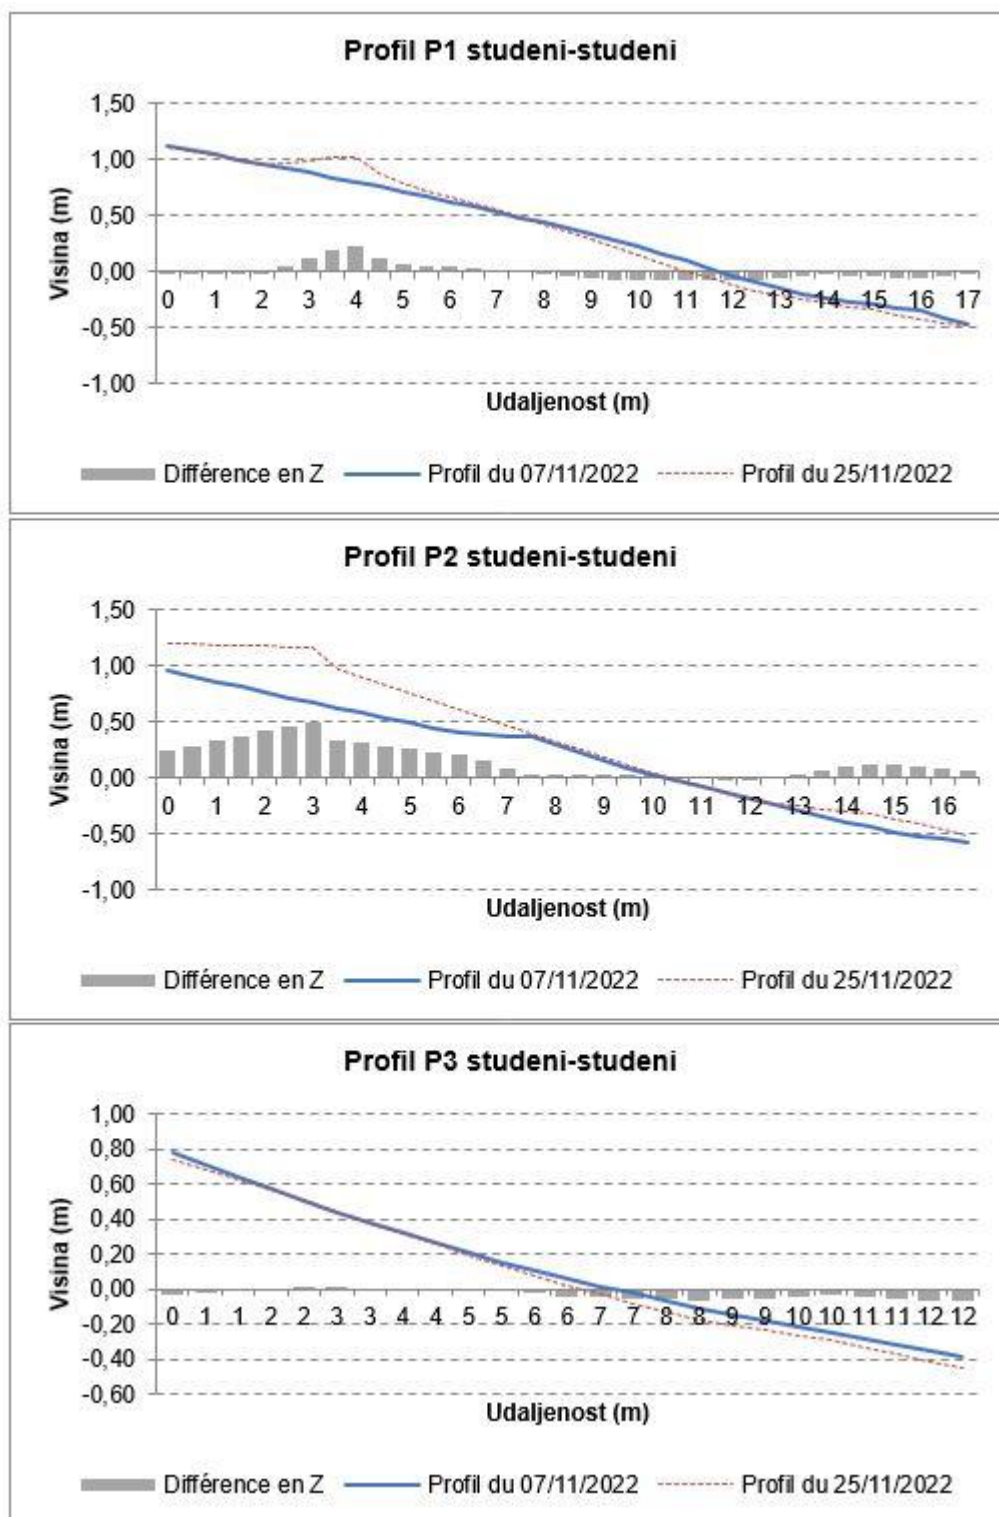 Profil P1 studeni-studeni
1,50
1,00
0,50
0,00
-0,50
-1,00
Visina (m)
0 1 2 3 4 5 6 7 8 9 10 11 12 13 14 15 16 17
Udaljenost (m)
Différence en Z Profil du 07/11/2022 Profil du 25/11/2022
Profil P2 studeni-studeni
1,50
1,00
0,50
0,00
-0,50
-1,00
Visina (m)
0 1 2 3 4 5 6 7 8 9 10 11 12 13 14 15 16
Udaljenost (m)
Différence en Z Profil du 07/11/2022 Profil du 25/11/2022
Profil P3 studeni-studeni
1,00
0,80
0,60
0,40
0,20
0,00
-0,20
-0,40
-0,60
Visina (m)
0 1 1 2 2 3 3 4 4 5 5 6 6 7 7 8 8 9 9 10 10 11 11 12 12
Udaljenost (m)
Différence en Z Profil du 07/11/2022 Profil du 25/11/2022